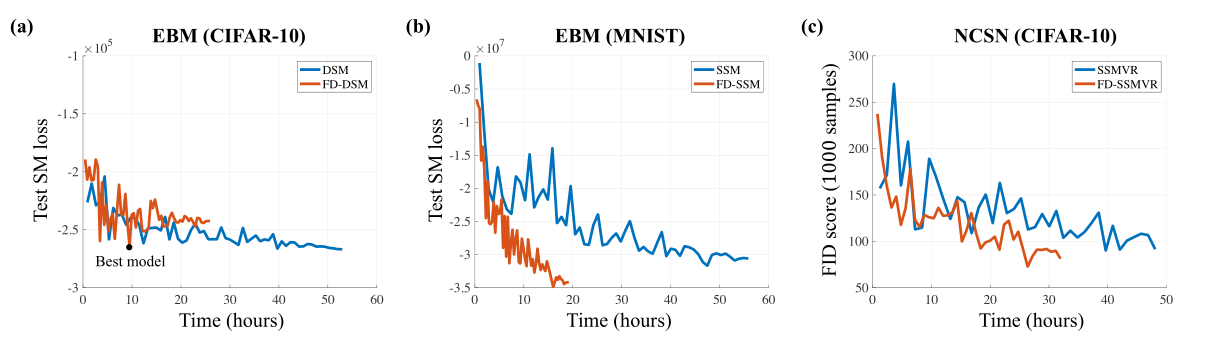 (a)
EBM (CIFAR-10)
×10⁵
Test SM loss
-1
-1.5
-2
-2.5
-3
DSM
FD-DSM
Best model
0 10 20 30 40 50 60
Time (hours)
(b)
EBM (MNIST)
×10⁷
Test SM loss
0
-0.5
-1
-1.5
-2
-2.5
-3
-3.5
SSM
FD-SSM
0 10 20 30 40 50 60
Time (hours)
(c)
NCSN (CIFAR-10)
FID score (1000 samples)
300
250
200
150
100
50
SSMVR
FD-SSMVR
0 10 20 30 40 50
Time (hours)